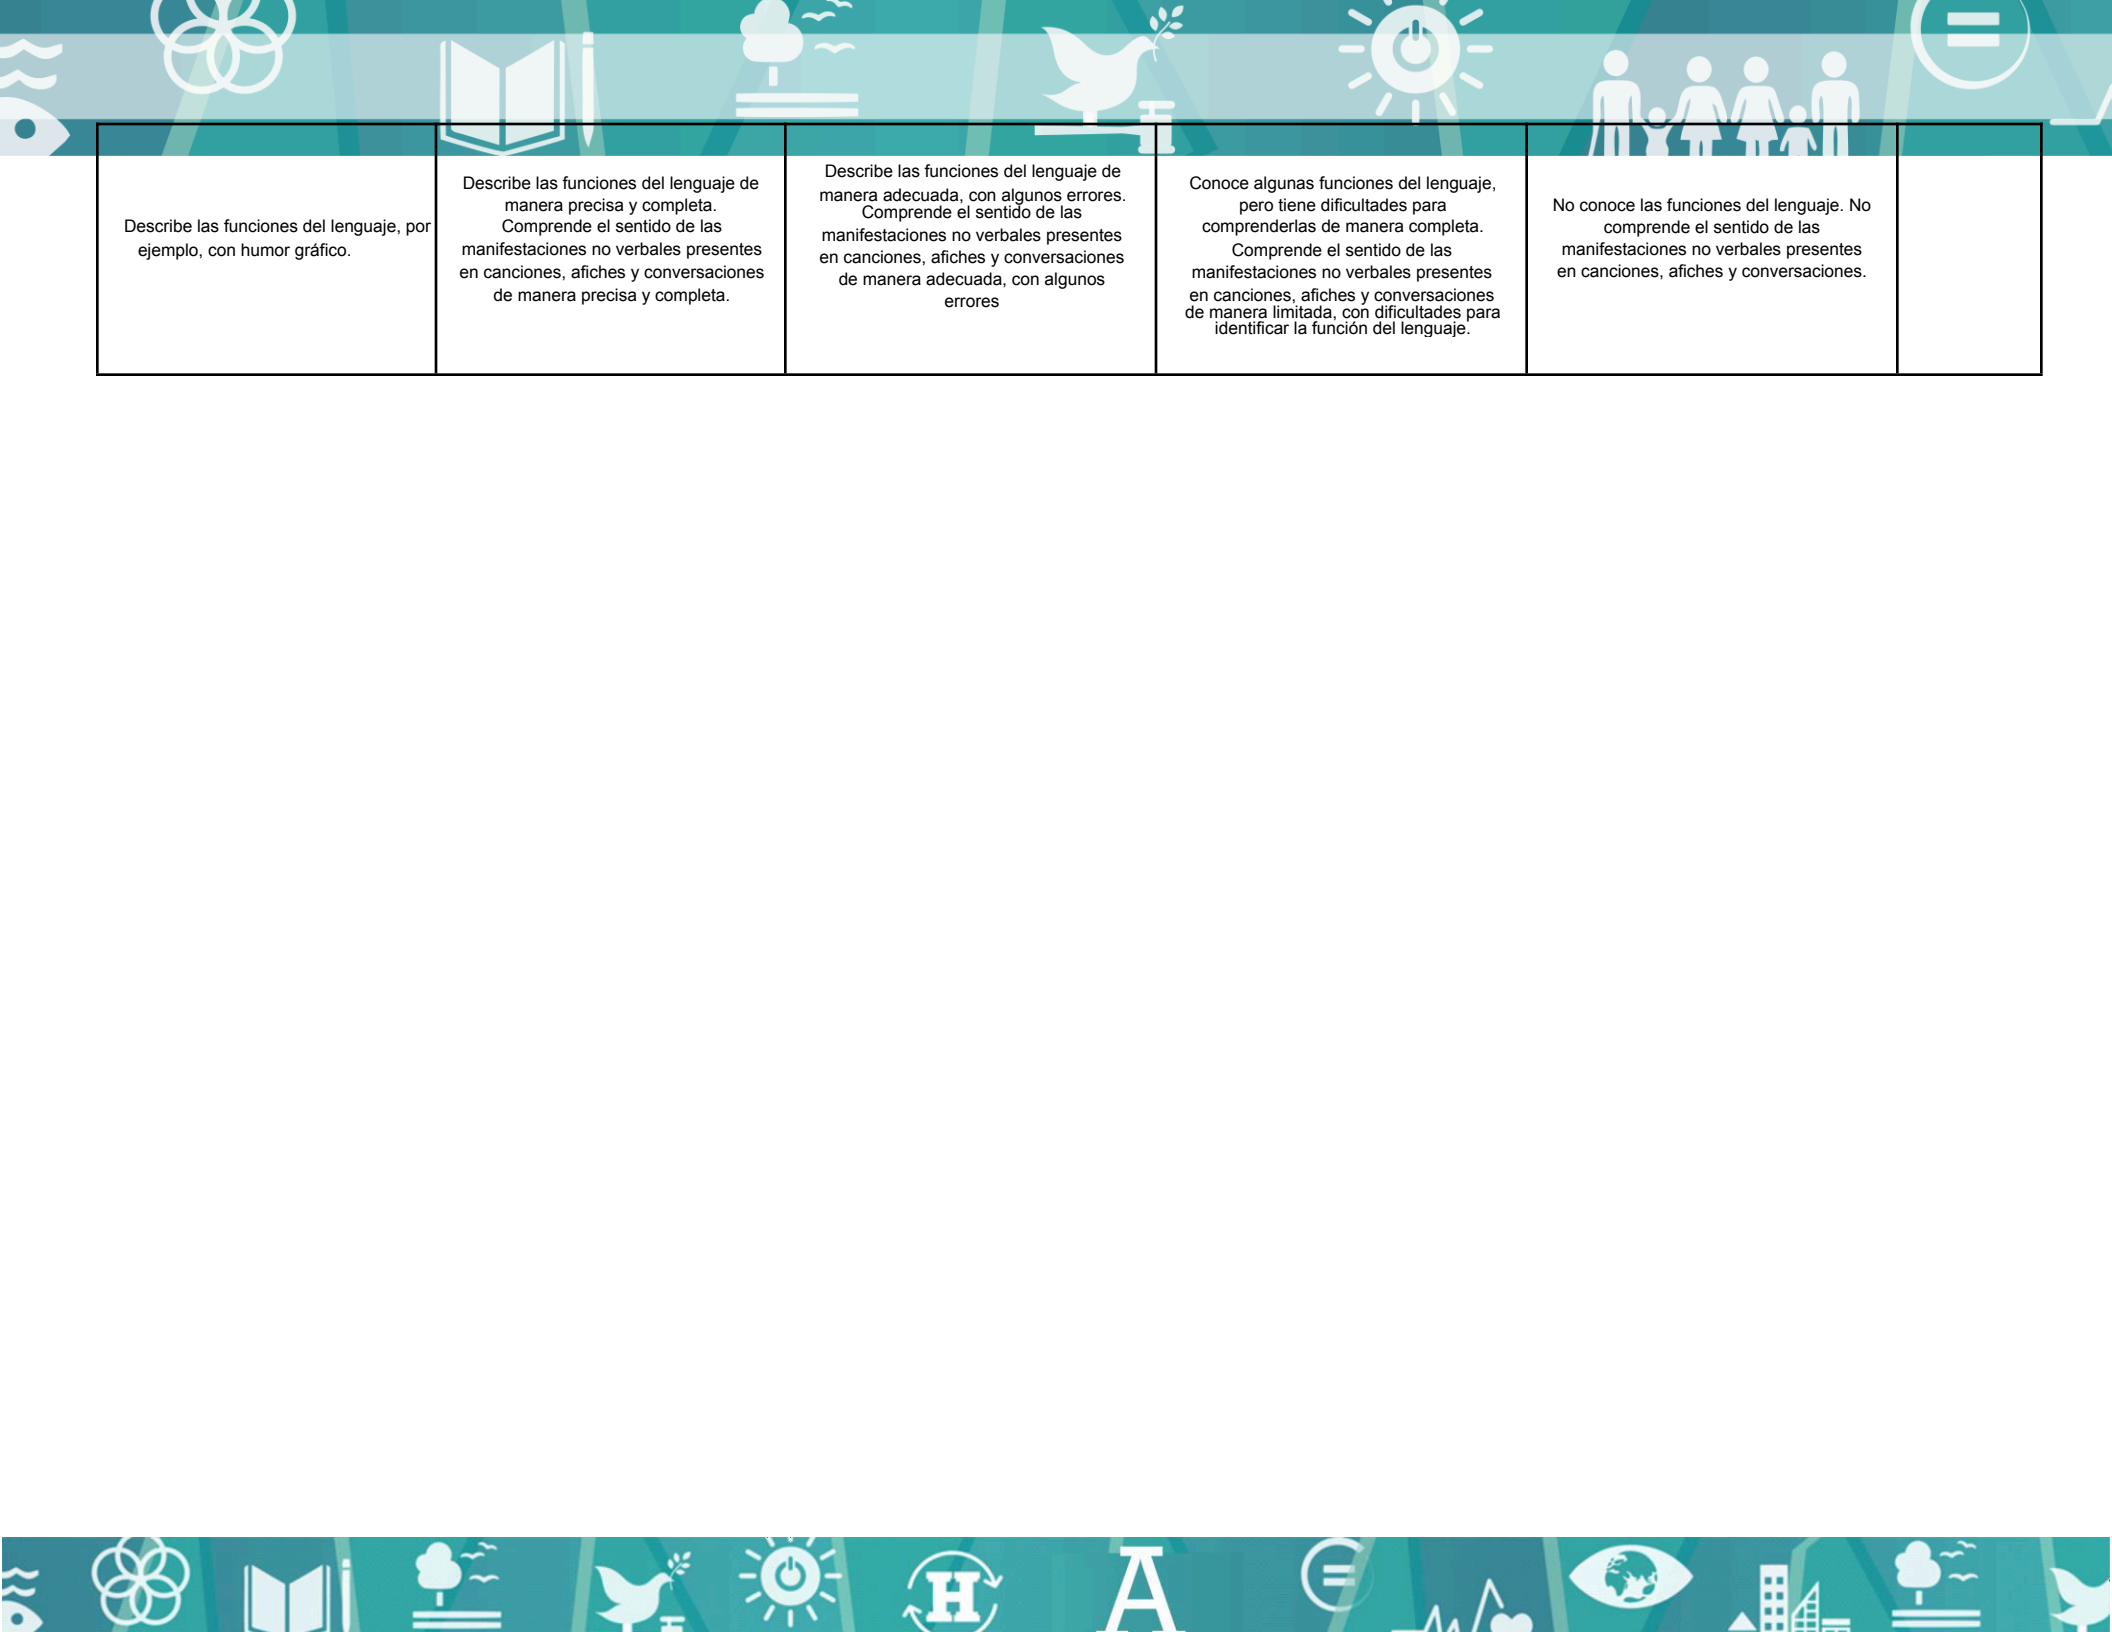 Describe las funciones del lenguaje, por
ejemplo, con humor gráfico.
Describe las funciones del lenguaje de
manera precisa y completa.
Comprende el sentido de las
manifestaciones no verbales presentes
en canciones, afiches y conversaciones
de manera precisa y completa.
Describe las funciones del lenguaje de
manera adecuada, con algunos errores.
Comprende el sentido de las
manifestaciones no verbales presentes
en canciones, afiches y conversaciones
de manera adecuada, con algunos
errores
Conoce algunas funciones del lenguaje,
pero tiene dificultades para
comprenderlas de manera completa.
Comprende el sentido de las
manifestaciones no verbales presentes
en canciones, afiches y conversaciones
de manera limitada, con dificultades para
identificar la función del lenguaje.
No conoce las funciones del lenguaje. No
comprende el sentido de las
manifestaciones no verbales presentes
en canciones, afiches y conversaciones.
H
A